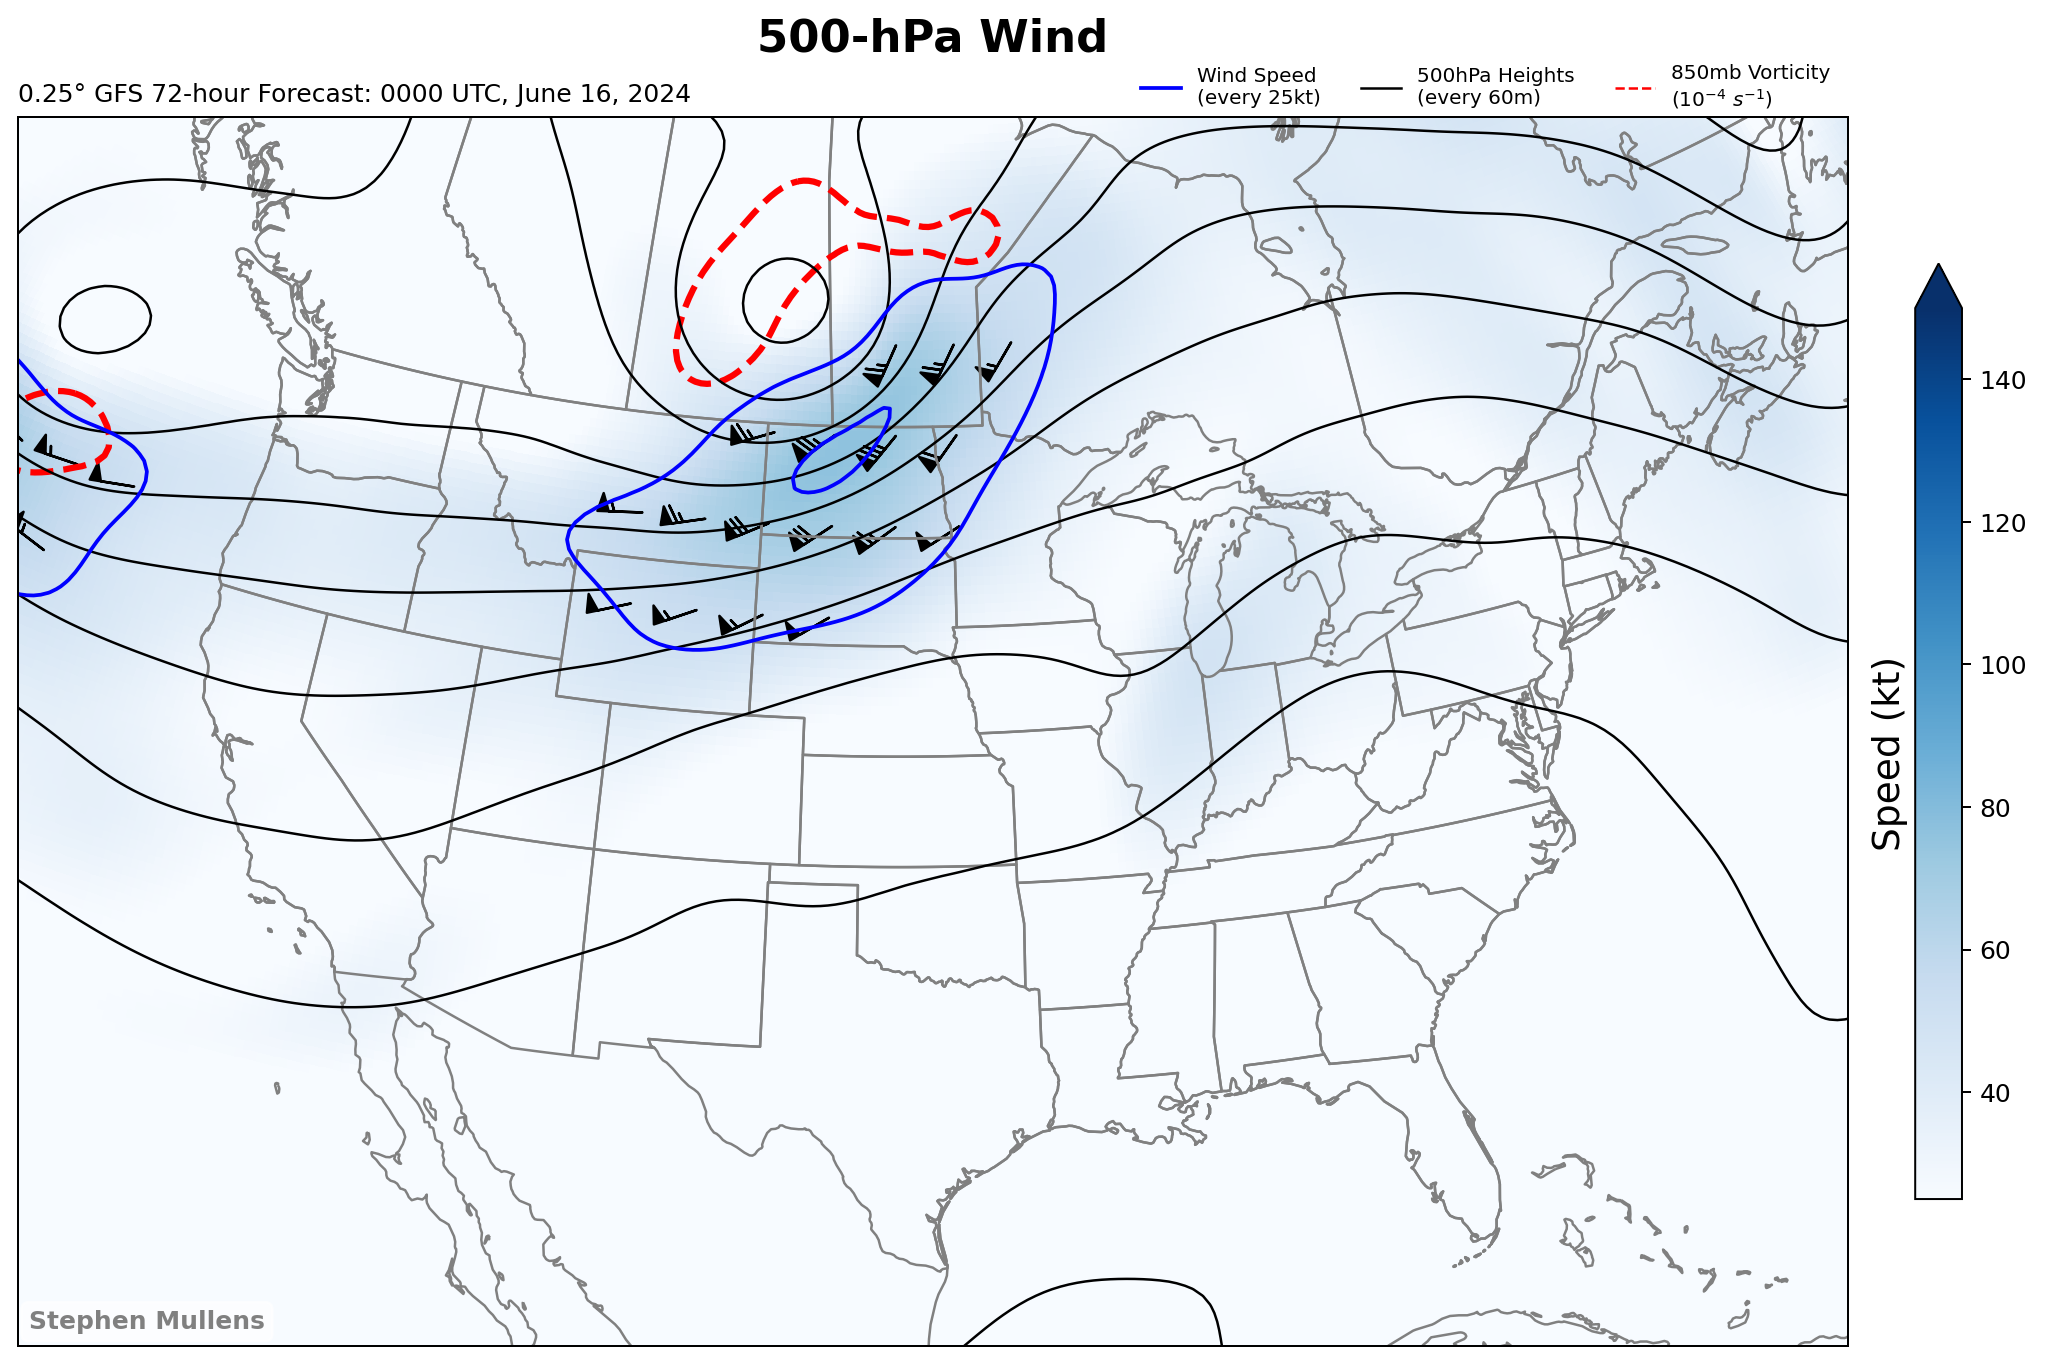 500-hPa Wind
0.25° GFS 72-hour Forecast: 0000 UTC, June 16, 2024
Wind Speed
(every 25kt)
500hPa Heights
(every 60m)
850mb Vorticity
(10⁻⁴ s⁻¹)
140
120
100
80
60
40
Speed (kt)
Stephen Mullens